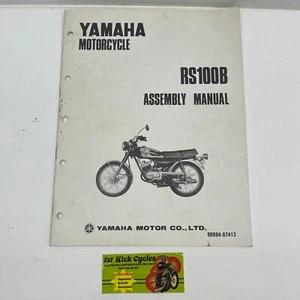 YAMAHA
MOTORCYCLE
RS100B
ASSEMBLY MANUAL
YAMAHA MOTOR CO., LTD.
90894-07413
1st Kick Cycles